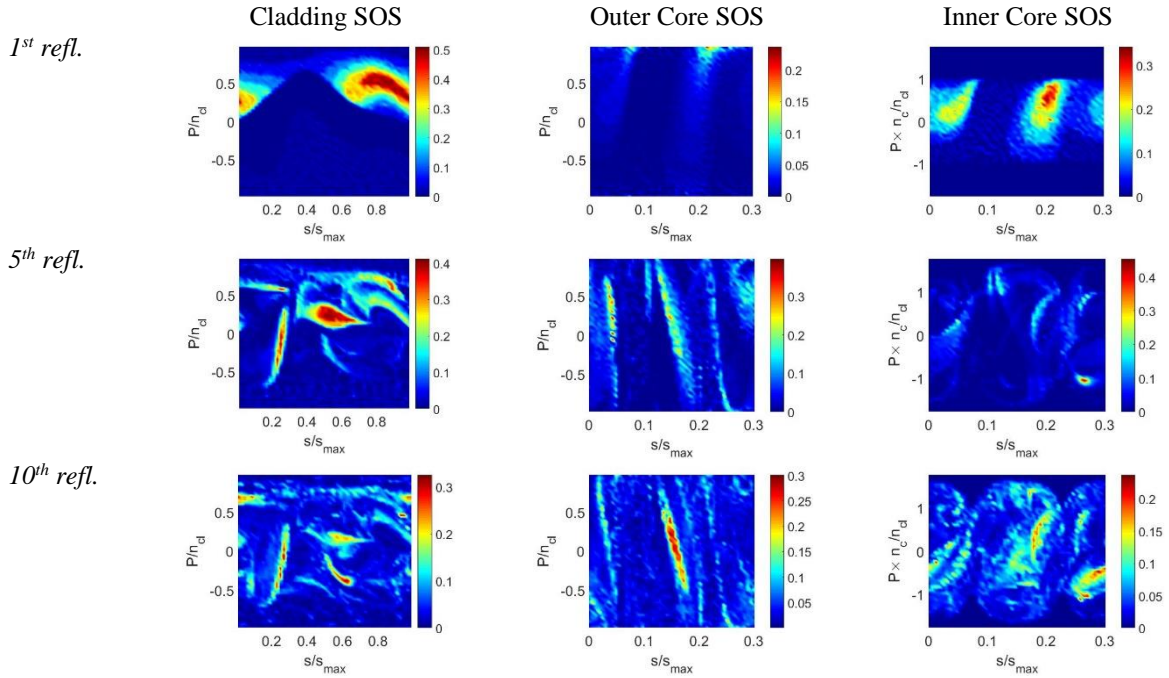 Cladding SOS Outer Core SOS Inner Core SOS
1st refl.
0.5 0 -0.5
P/ncl
0.2 0.4 0.6 0.8
s/smax
0.5 0.4 0.3 0.2 0.1 0
0.5 0 -0.5
P/ncl
0 0.1 0.2 0.3
s/smax
0.2 0.15 0.1 0.05 0
1 0 -1
P× nc/ncl
0 0.1 0.2 0.3
s/smax
0.3 0.2 0.1 0
5th refl.
0.5 0 -0.5
P/ncl
0.2 0.4 0.6 0.8
s/smax
0.4 0.3 0.2 0.1 0
0.5 0 -0.5
P/ncl
0 0.1 0.2 0.3
s/smax
0.3 0.2 0.1 0
1 0 -1
P× nc/ncl
0 0.1 0.2 0.3
s/smax
0.4 0.3 0.2 0.1 0
10th refl.
0.5 0 -0.5
P/ncl
0.2 0.4 0.6 0.8
s/smax
0.3 0.2 0.1 0
0.5 0 -0.5
P/ncl
0 0.1 0.2 0.3
s/smax
0.3 0.25 0.2 0.15 0.1 0.05
1 0 -1
P× nc/ncl
0 0.1 0.2 0.3
s/smax
0.2 0.15 0.1 0.05 0